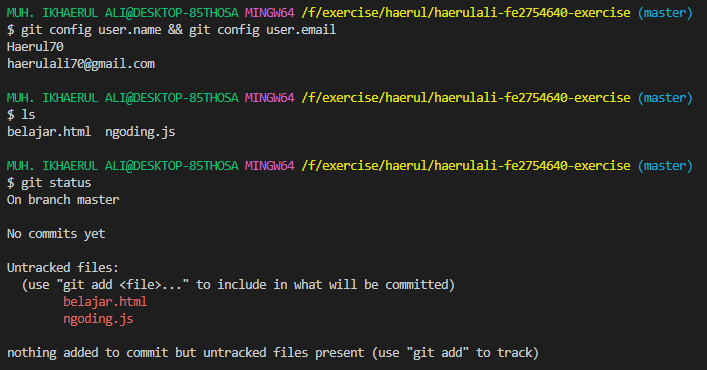 MUH. IKHAERUL ALI@DESKTOP-85THOSA MINGW64 /f/exercise/haerul/haerulali-fe2754640-exercise (master)
$ git config user.name && git config user.email
Haerul70
haerulali70@gmail.com
MUH. IKHAERUL ALI@DESKTOP-85THOSA MINGW64 /f/exercise/haerul/haerulali-fe2754640-exercise (master)
$ ls
belajar.html  ngoding.js
MUH. IKHAERUL ALI@DESKTOP-85THOSA MINGW64 /f/exercise/haerul/haerulali-fe2754640-exercise (master)
$ git status
On branch master
No commits yet
Untracked files:
  (use "git add <file>..." to include in what will be committed)
        belajar.html
        ngoding.js
nothing added to commit but untracked files present (use "git add" to track)